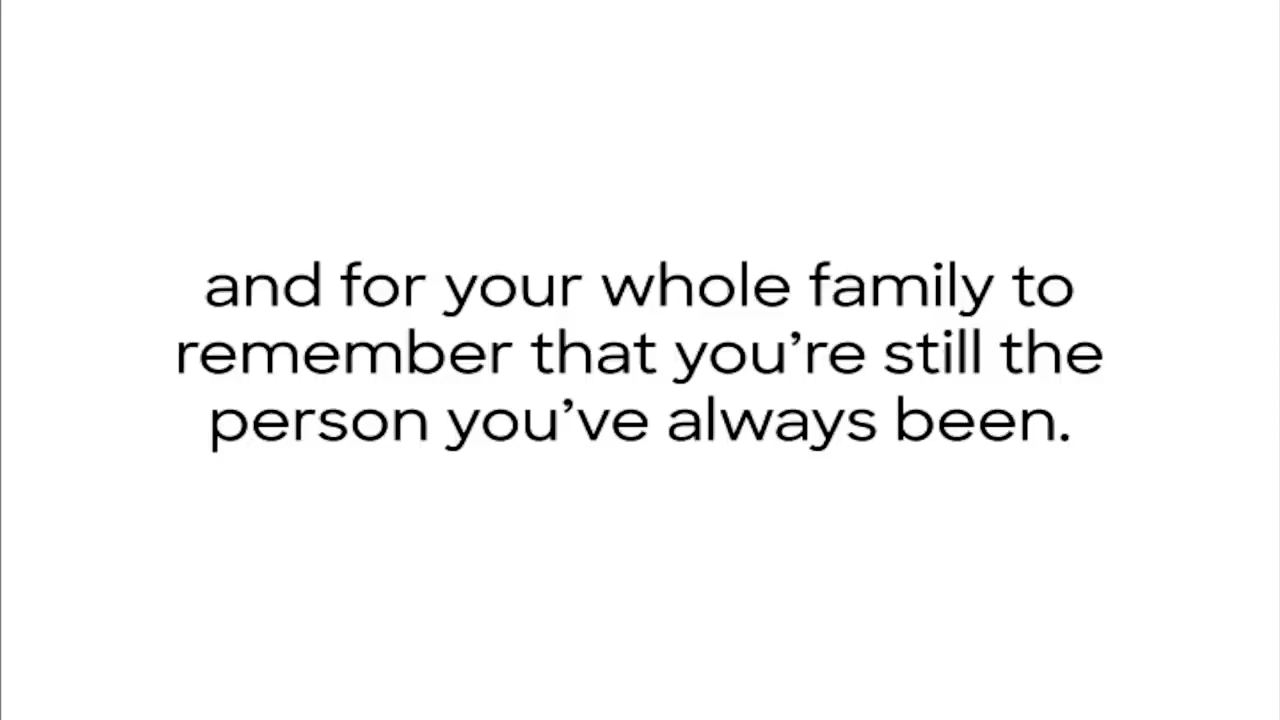 and for your whole family to
remember that you’re still the
person you’ve always been.